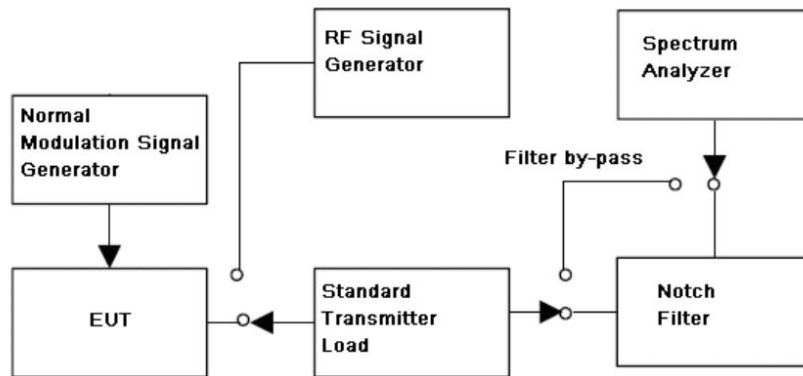 RF Signal
Generator
Spectrum
Analyzer
Normal
Modulation Signal
Generator
Filter by-pass
EUT
Standard
Transmitter
Load
Notch
Filter